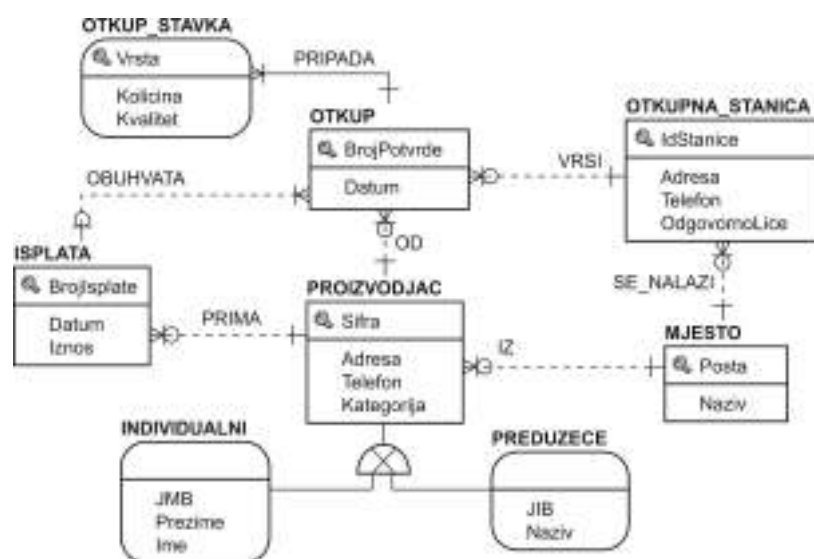 OTKUP_STAVKA
Vrsta
Kolicina
Kvalitet
PRIPADA
OTKUP
BrojPotvrde
Datum
VRSI
OTKUPNA_STANICA
IdStanice
Adresa
Telefon
OdgovornoLice
OBUHVATA
ISPLATA
BrojIsplate
Datum
Iznos
OD
PRIMA
PROIZVODJAC
Sifra
Adresa
Telefon
Kategorija
IZ
SE_NALAZI
MJESTO
Posta
Naziv
INDIVIDUALNI
JMB
Prezime
Ime
PREDUZECE
JIB
Naziv